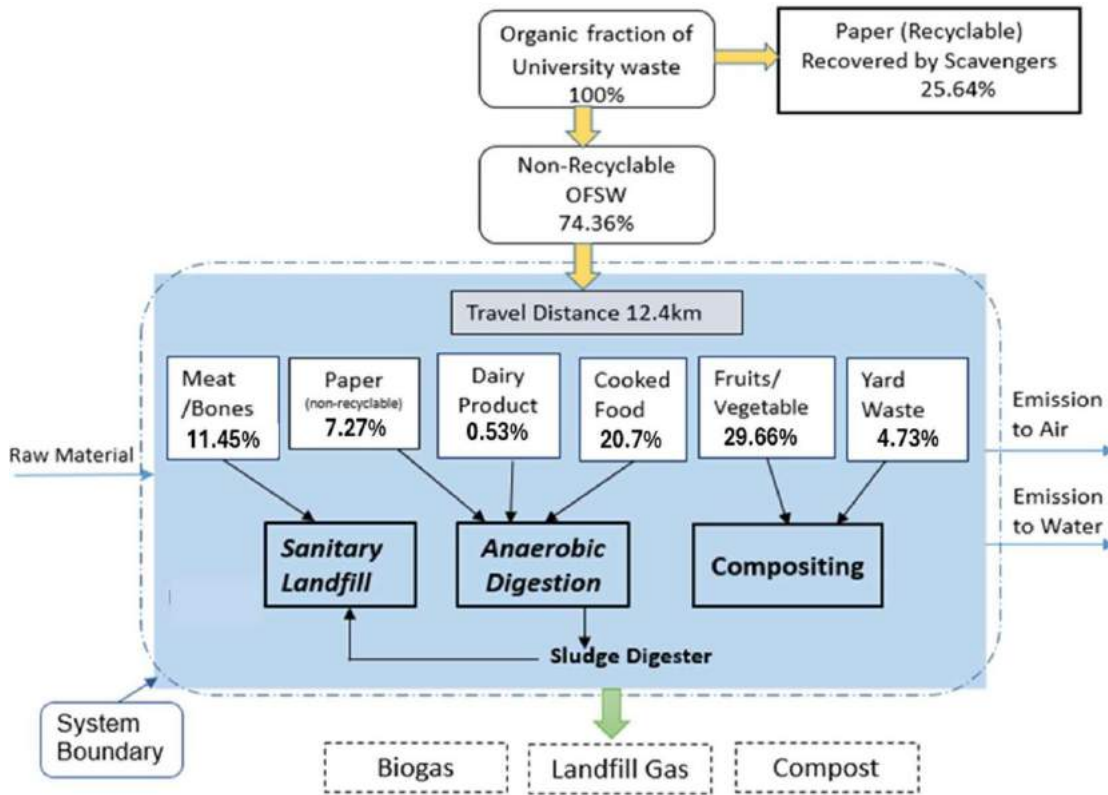 Organic fraction of
University waste
100%
Paper (Recyclable)
Recovered by Scavengers
25.64%
Non-Recyclable
OFSW
74.36%
Travel Distance 12.4km
Meat
/Bones
11.45%
Paper
(non-recyclable)
7.27%
Dairy
Product
0.53%
Cooked
Food
20.7%
Fruits/
Vegetable
29.66%
Yard
Waste
4.73%
Raw Material
Emission
to Air
Emission
to Water
Sanitary
Landfill
Anaerobic
Digestion
Compositing
Sludge Digester
System
Boundary
Biogas
Landfill Gas
Compost